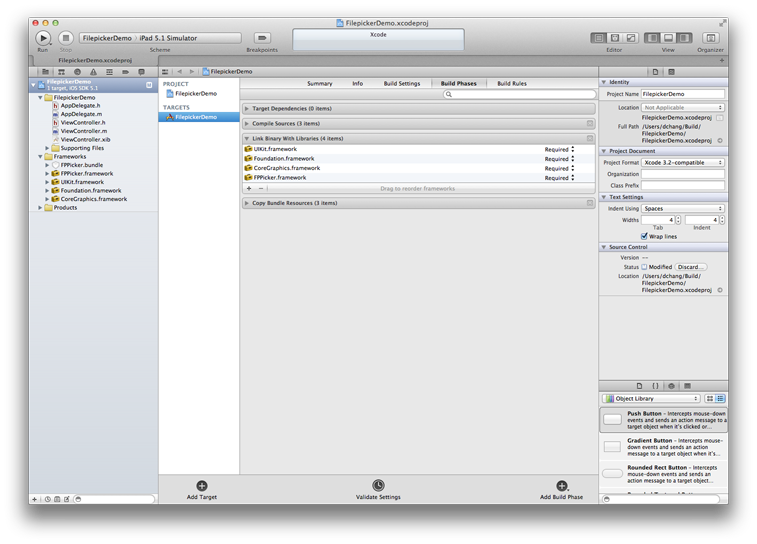 FilepickerDemo.xcodeproj
FilepickerDemo
iPad 5.1 Simulator
Xcode
Run
Stop
Scheme
Breakpoints
Editor
View
Organizer
FilepickerDemo.xcodeproj
FilepickerDemo
1 target, iOS SDK 5.1
M
FilepickerDemo
AppDelegate.h
AppDelegate.m
ViewController.h
ViewController.m
ViewController.xib
Supporting Files
Frameworks
FPPicker.bundle
FPPicker.framework
UIKit.framework
Foundation.framework
CoreGraphics.framework
Products
FilepickerDemo
PROJECT
FilepickerDemo
TARGETS
FilepickerDemo
Summary
Info
Build Settings
Build Phases
Build Rules
Target Dependencies (0 items)
Compile Sources (3 items)
Link Binary With Libraries (4 items)
UIKit.framework Required
Foundation.framework Required
CoreGraphics.framework Required
FPPicker.framework Required
Drag to reorder frameworks
Copy Bundle Resources (3 items)
Add Target
Validate Settings
Add Build Phase
Identity
Project Name FilepickerDemo
Location Not Applicable
FilepickerDemo.xcodeproj
Full Path /Users/dchang/Build/
FilepickerDemo/
FilepickerDemo.xcodeproj
Project Document
Project Format Xcode 3.2-compatible
Organization
Class Prefix
Text Settings
Indent Using Spaces
Widths 4 4
Tab Indent
Wrap lines
Source Control
Version --
Status Modified Discard...
Location /Users/dchang/Build/
FilepickerDemo/
FilepickerDemo.xcodeproj
Object Library
Push Button - Intercepts mouse-down
events and sends an action message to a
target object when it's clicked or...
Gradient Button - Intercepts mouse-
down events and sends an action
message to a target object when it's...
Rounded Rect Button - Intercepts
mouse-down events and sends an
action message to a target object...